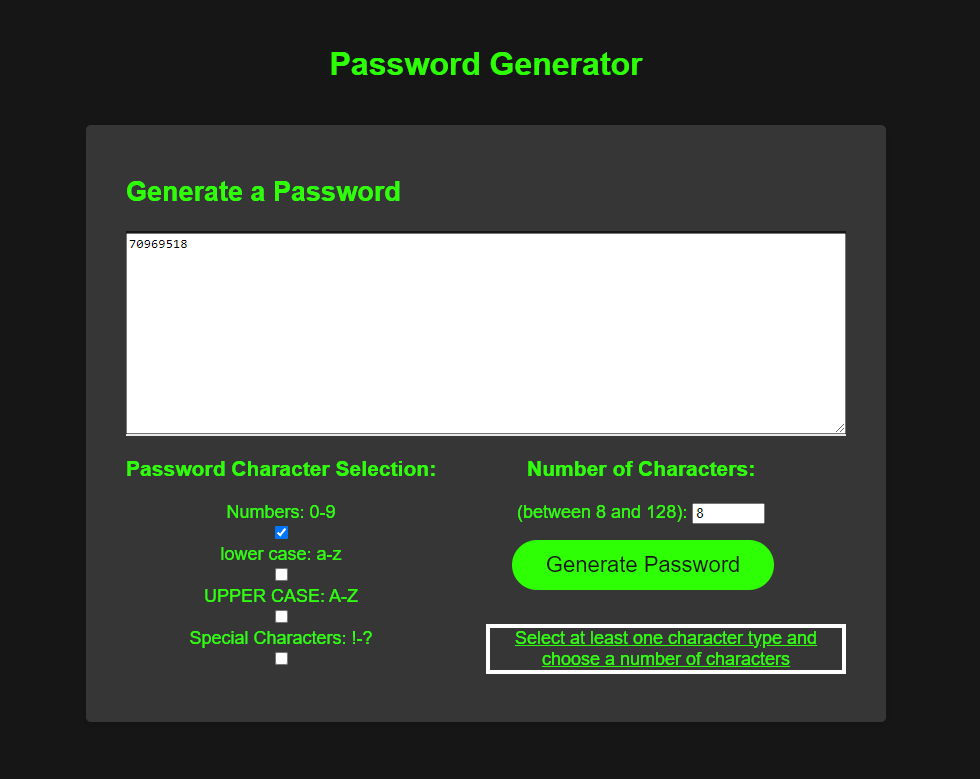 Password Generator
Generate a Password
70969518
Password Character Selection:
Numbers: 0-9
lower case: a-z
UPPER CASE: A-Z
Special Characters: !-?
Number of Characters:
(between 8 and 128): 8
Generate Password
Select at least one character type and
choose a number of characters